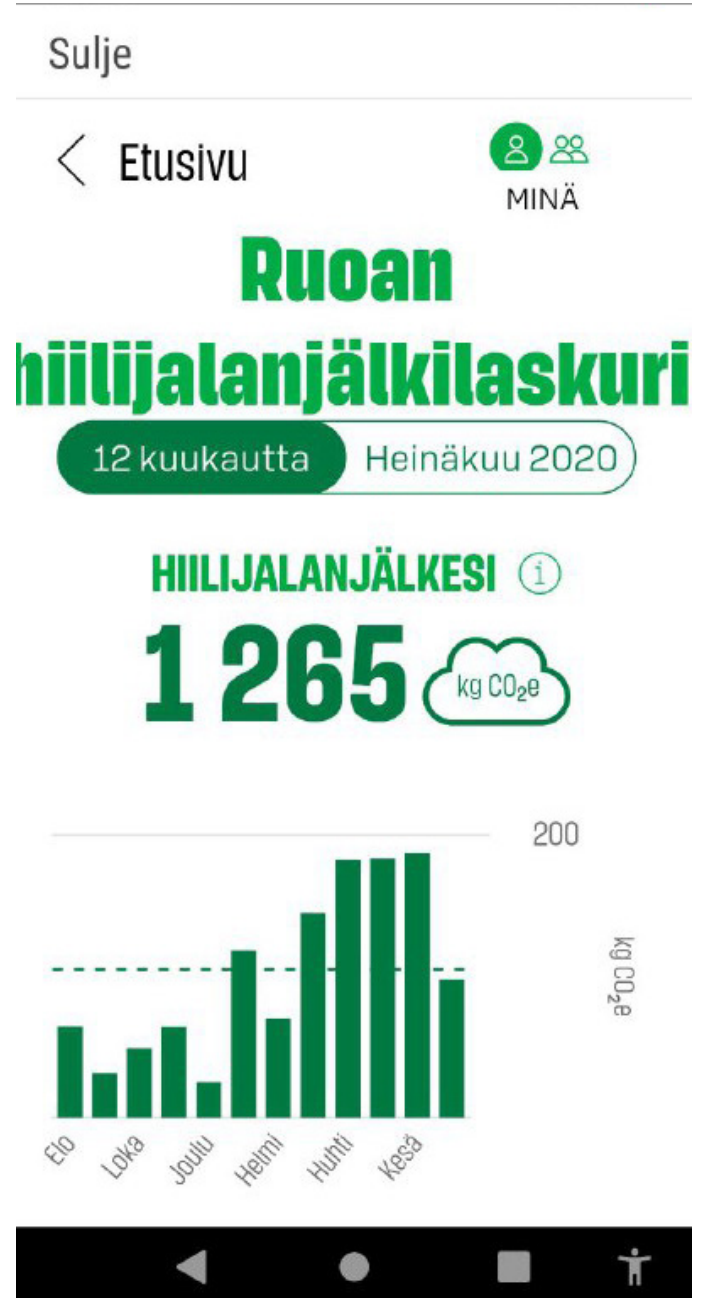 Sulje
Etusivu
MINÄ
Ruoan
hiilijalanjälkilaskuri
12 kuukautta
Heinäkuu 2020
HIILIJALANJÄLKESI i
1 265 kg CO₂e
200
kg CO₂e
Elo
Loka
Joulu
Helmi
Huhti
Kesä